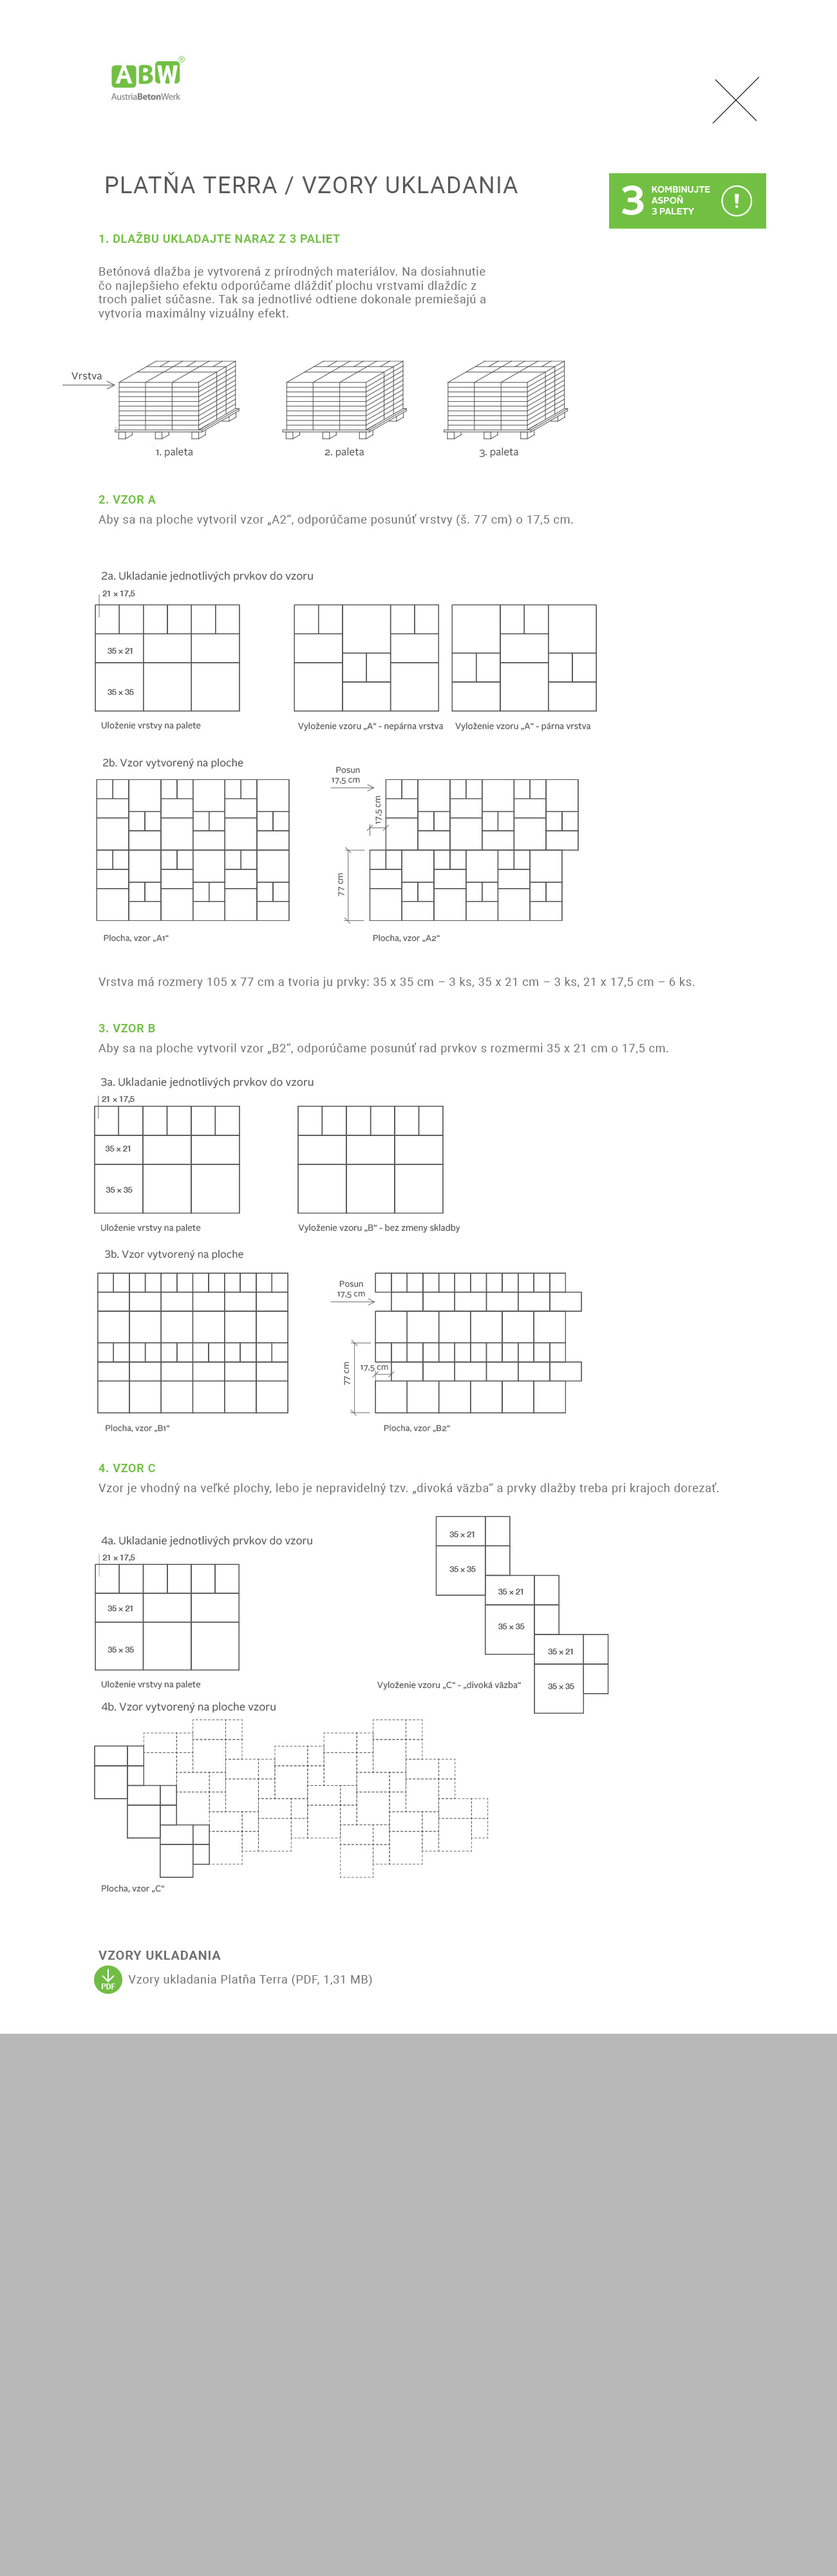 ABW®
AustriaBetonWerk
PLATŇA TERRA / VZORY UKLADANIA
3 KOMBINUJTE
ASPOŇ
3 PALETY
!
1. DLAŽBU UKLADAJTE NARAZ Z 3 PALIET
Betónová dlažba je vytvorená z prírodných materiálov. Na dosiahnutie
čo najlepšieho efektu odporúčame dláždiť plochu vrstvami dlaždíc z
troch paliet súčasne. Tak sa jednotlivé odtiene dokonale premiešajú a
vytvoria maximálny vizuálny efekt.
Vrstva
1. paleta
2. paleta
3. paleta
2. VZOR A
Aby sa na ploche vytvoril vzor „A2“, odporúčame posunúť vrstvy (š. 77 cm) o 17,5 cm.
2a. Ukladanie jednotlivých prvkov do vzoru
21 x 17,5
35 x 21
35 x 35
Uloženie vrstvy na palete
Vyloženie vzoru „A“ - nepárna vrstva
Vyloženie vzoru „A“ - párna vrstva
2b. Vzor vytvorený na ploche
Posun
17,5 cm
17,5 cm
77 cm
Plocha, vzor „A1“
Plocha, vzor „A2“
Vrstva má rozmery 105 x 77 cm a tvoria ju prvky: 35 x 35 cm – 3 ks, 35 x 21 cm – 3 ks, 21 x 17,5 cm – 6 ks.
3. VZOR B
Aby sa na ploche vytvoril vzor „B2“, odporúčame posunúť rad prvkov s rozmermi 35 x 21 cm o 17,5 cm.
3a. Ukladanie jednotlivých prvkov do vzoru
21 x 17,5
35 x 21
35 x 35
Uloženie vrstvy na palete
Vyloženie vzoru „B“ - bez zmeny skladby
3b. Vzor vytvorený na ploche
Posun
17,5 cm
77 cm
17,5 cm
Plocha, vzor „B1“
Plocha, vzor „B2“
4. VZOR C
Vzor je vhodný na veľké plochy, lebo je nepravidelný tzv. „divoká väzba“ a prvky dlažby treba pri krajoch dorezať.
4a. Ukladanie jednotlivých prvkov do vzoru
21 x 17,5
35 x 21
35 x 35
Uloženie vrstvy na palete
35 x 21
35 x 35
35 x 21
35 x 35
35 x 21
35 x 35
Vyloženie vzoru „C“ - „divoká väzba“
4b. Vzor vytvorený na ploche vzoru
Plocha, vzor „C“
VZORY UKLADANIA
PDF
Vzory ukladania Platňa Terra (PDF, 1,31 MB)